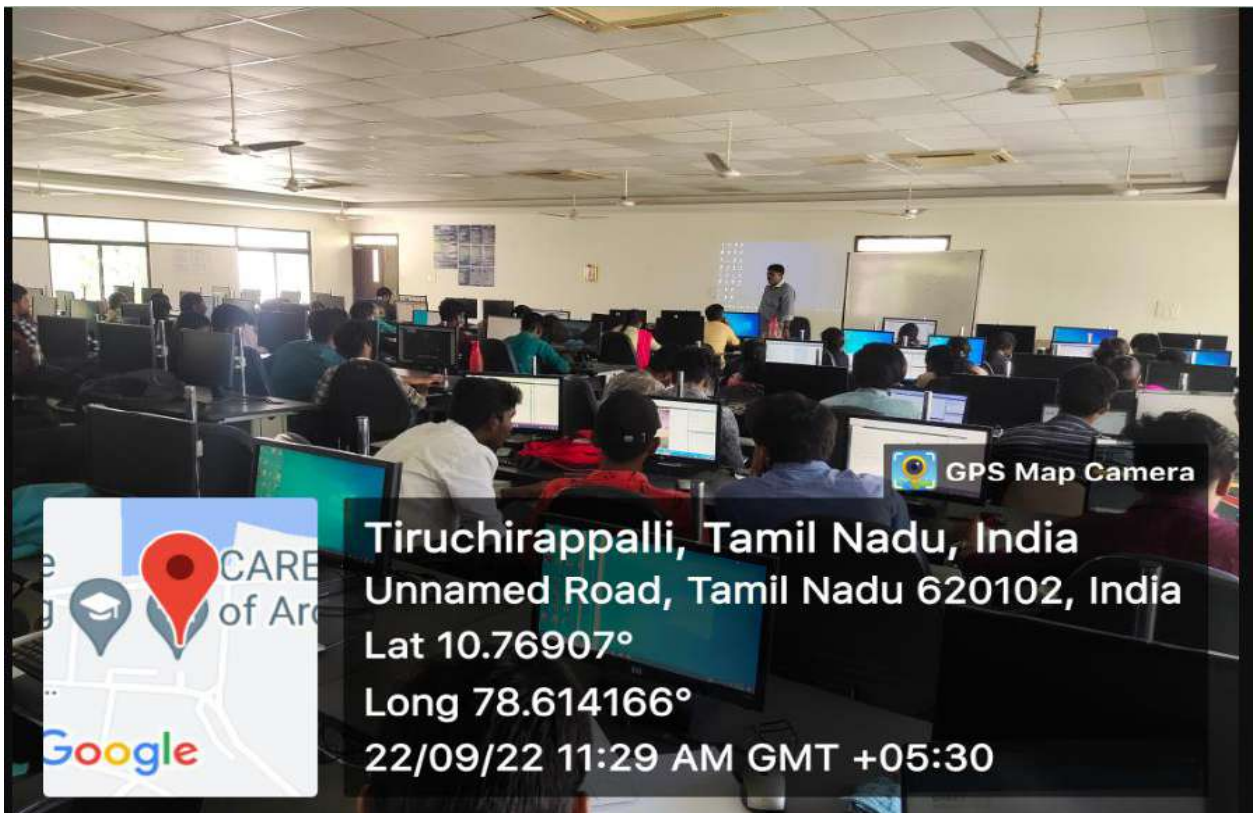 GPS Map Camera
CARE
of Arc
Google
Tiruchirappalli, Tamil Nadu, India
Unnamed Road, Tamil Nadu 620102, India
Lat 10.76907°
Long 78.614166°
22/09/22 11:29 AM GMT +05:30